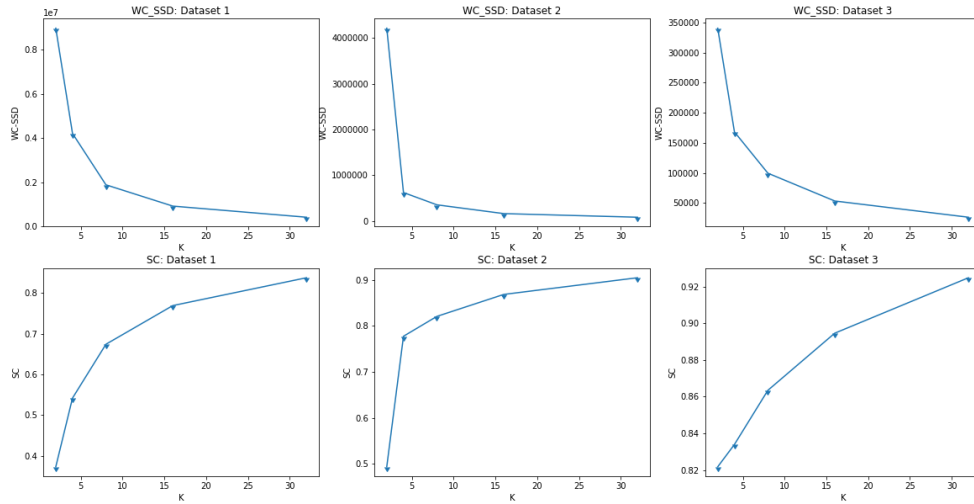 WC_SSD: Dataset 1
1e7
0.8
0.6
0.4
0.2
0.0
WC-SSD
5 10 15 20 25 30
K
WC_SSD: Dataset 2
4000000
3000000
2000000
1000000
0
WC-SSD
5 10 15 20 25 30
K
WC_SSD: Dataset 3
350000
300000
250000
200000
150000
100000
50000
WC-SSD
5 10 15 20 25 30
K
SC: Dataset 1
0.8
0.7
0.6
0.5
0.4
SC
5 10 15 20 25 30
K
SC: Dataset 2
0.9
0.8
0.7
0.6
0.5
SC
5 10 15 20 25 30
K
SC: Dataset 3
0.92
0.90
0.88
0.86
0.84
0.82
SC
5 10 15 20 25 30
K